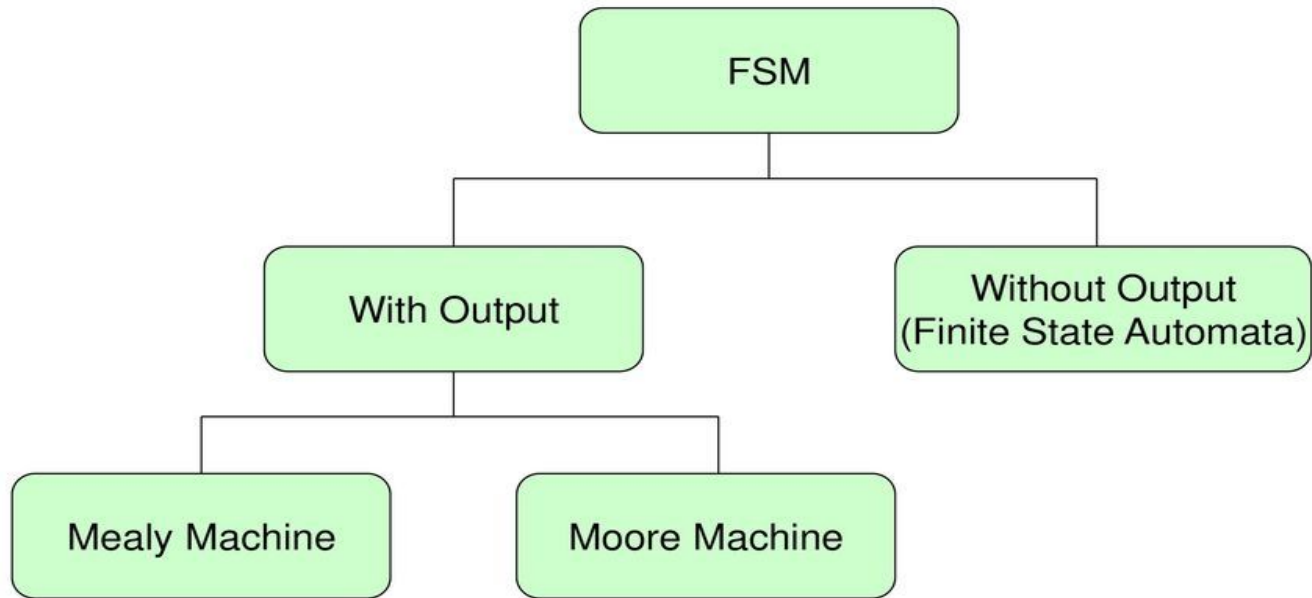 FSM
With Output
Without Output
(Finite State Automata)
Mealy Machine
Moore Machine